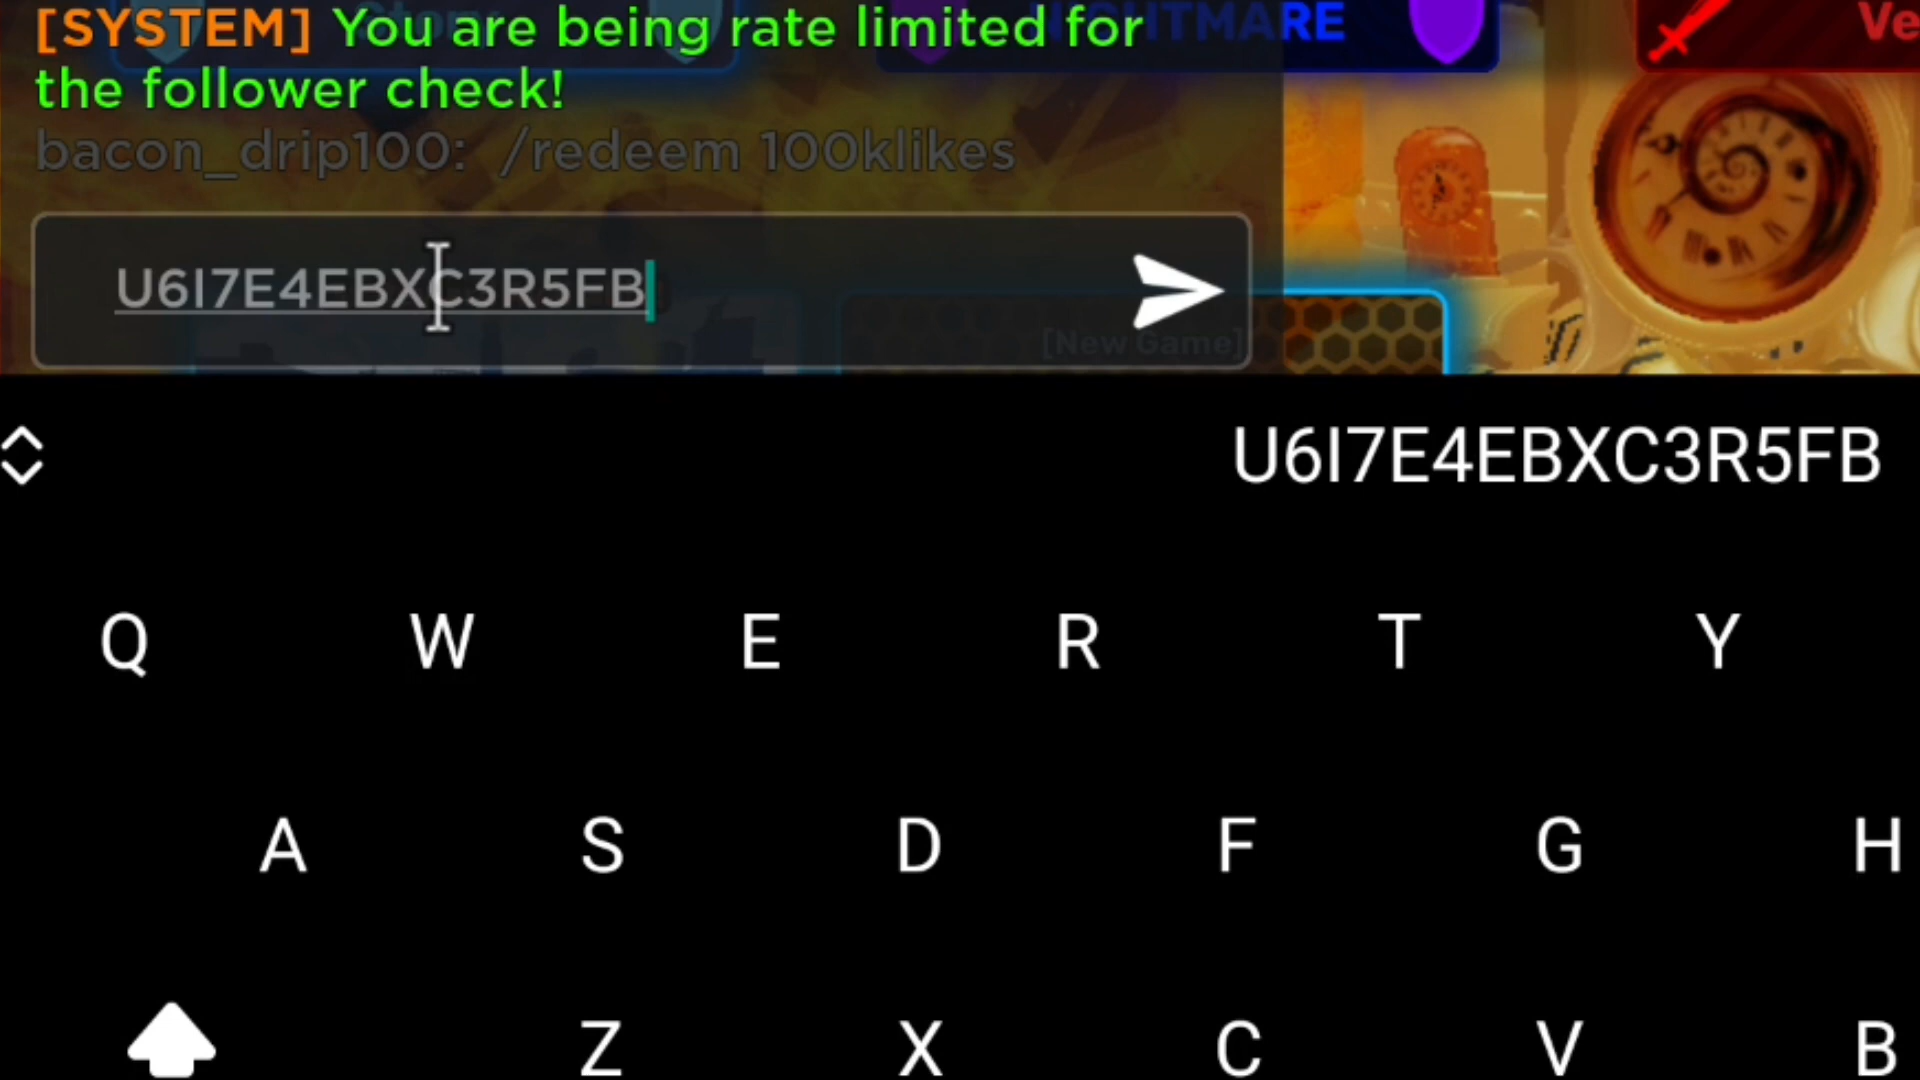 [SYSTEM] You are being rate limited for
the follower check!
bacon_drip100: /redeem 100klikes
U6I7E4EBXC3R5FB
[New Game]
U6I7E4EBXC3R5FB
Q W E R T Y
A S D F G H
Z X C V B